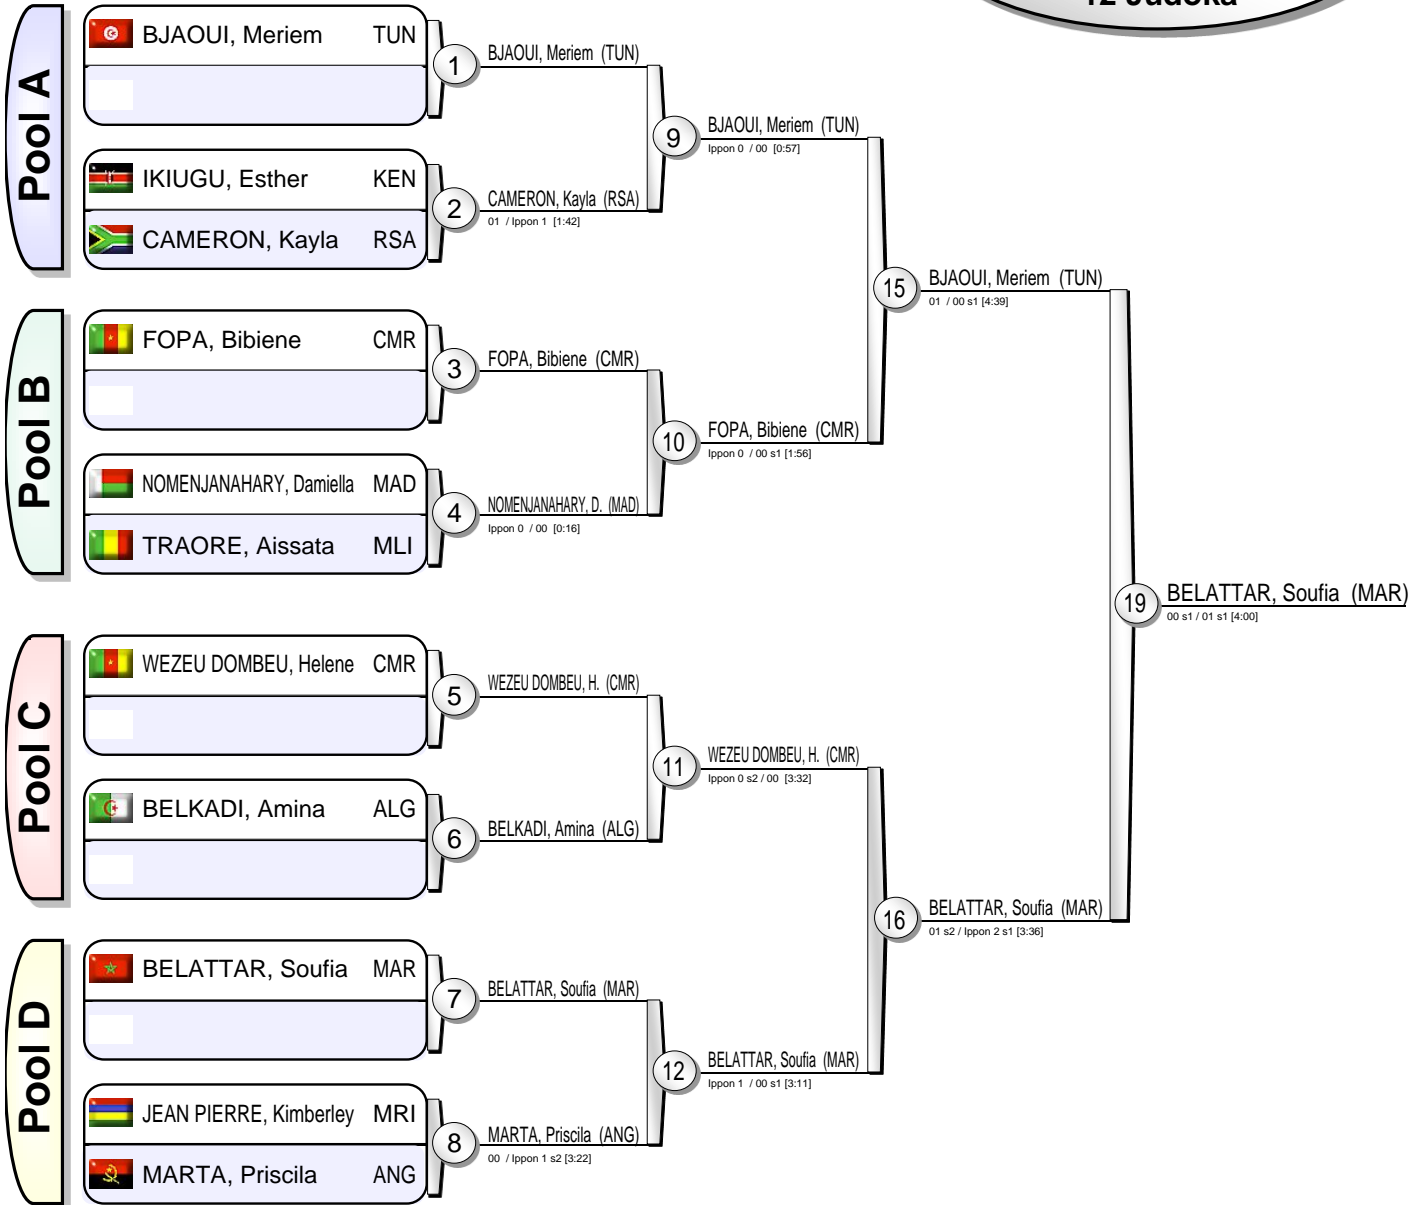 12 Judoka
Pool A
BJAOUI, Meriem TUN
IKIUGU, Esther KEN
CAMERON, Kayla RSA
1
BJAOUI, Meriem (TUN)
2
CAMERON, Kayla (RSA)
01 / Ippon 1 [1:42]
9
BJAOUI, Meriem (TUN)
Ippon 0 / 00 [0:57]
Pool B
FOPA, Bibiene CMR
NOMENJANAHARY, Damiella MAD
TRAORE, Aissata MLI
3
FOPA, Bibiene (CMR)
4
NOMENJANAHARY, D. (MAD)
Ippon 0 / 00 [0:16]
10
FOPA, Bibiene (CMR)
Ippon 0 / 00 s1 [1:56]
15
BJAOUI, Meriem (TUN)
01 / 00 s1 [4:39]
Pool C
WEZEU DOMBEU, Helene CMR
BELKADI, Amina ALG
5
WEZEU DOMBEU, H. (CMR)
6
BELKADI, Amina (ALG)
11
WEZEU DOMBEU, H. (CMR)
Ippon 0 s2 / 00 [3:32]
Pool D
BELATTAR, Soufia MAR
JEAN PIERRE, Kimberley MRI
MARTA, Priscila ANG
7
BELATTAR, Soufia (MAR)
8
MARTA, Priscila (ANG)
00 / Ippon 1 s2 [3:22]
12
BELATTAR, Soufia (MAR)
Ippon 1 / 00 s1 [3:11]
16
BELATTAR, Soufia (MAR)
01 s2 / Ippon 2 s1 [3:36]
19
BELATTAR, Soufia (MAR)
00 s1 / 01 s1 [4:00]